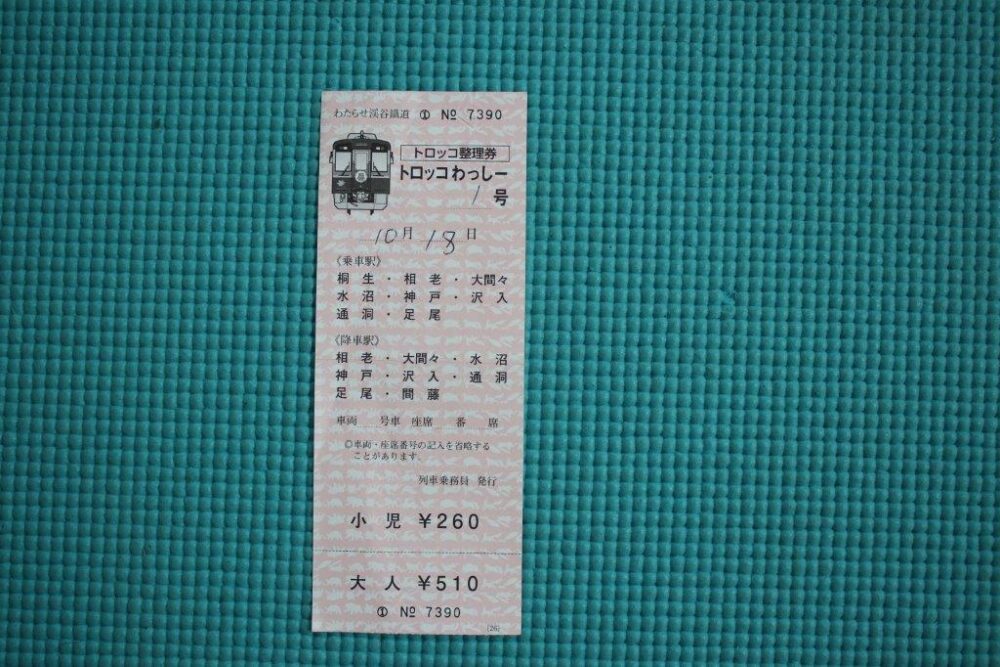 わたらせ渓谷鐵道 ① № 7390
トロッコ整理券
トロッコわっしー
1号
10月18日
《乗車駅》
桐生・相老・大間々
水沼・神戸・沢入
通洞・足尾
《降車駅》
相老・大間々・水沼
神戸・沢入・通洞
足尾・間藤
車両 号車 座席 番 席
◎車両・座席番号の記入を省略する
ことがあります。
列車乗務員 発行
小児 ¥260
大人 ¥510
① № 7390
(26)